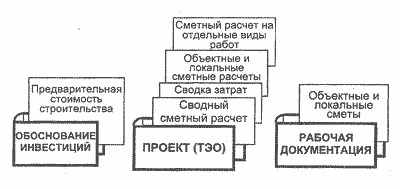 Предварительная
стоимость
строительства
ОБОСНОВАНИЕ
ИНВЕСТИЦИЙ
Сметный расчет на
отдельные виды
работ
Объектные и
локальные
сметные расчеты
Сводка затрат
Сводный
сметный расчет
ПРОЕКТ (ТЭО)
Объектные и
локальные
сметы
РАБОЧАЯ
ДОКУМЕНТАЦИЯ